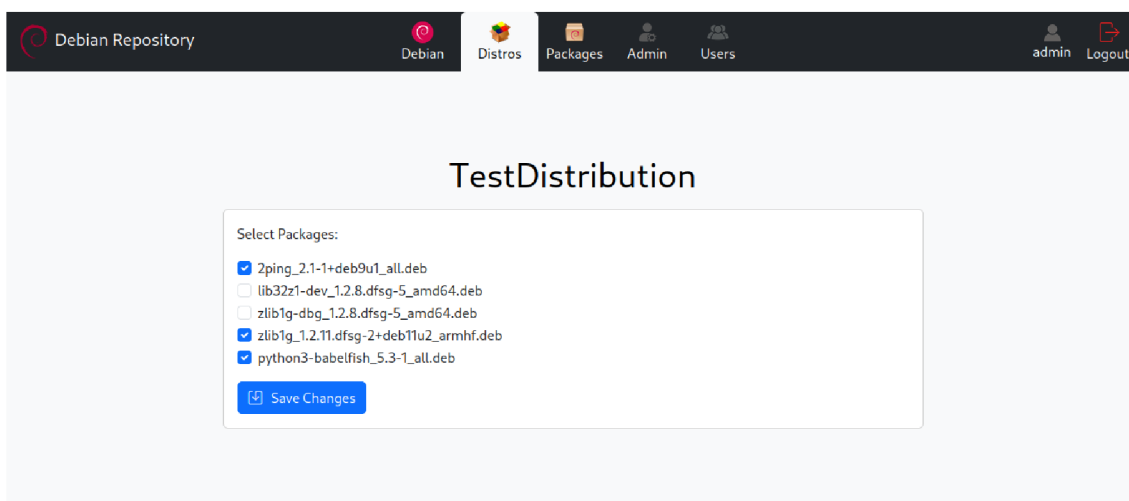 Debian Repository
Debian
Distros
Packages
Admin
Users
admin
Logout
TestDistribution
Select Packages:
2ping_2.1-1+deb9u1_all.deb
lib32z1-dev_1.2.8.dfsg-5_amd64.deb
zlib1g-dbg_1.2.8.dfsg-5_amd64.deb
zlib1g_1.2.11.dfsg-2+deb11u2_armhf.deb
python3-babelfish_5.3-1_all.deb
Save Changes